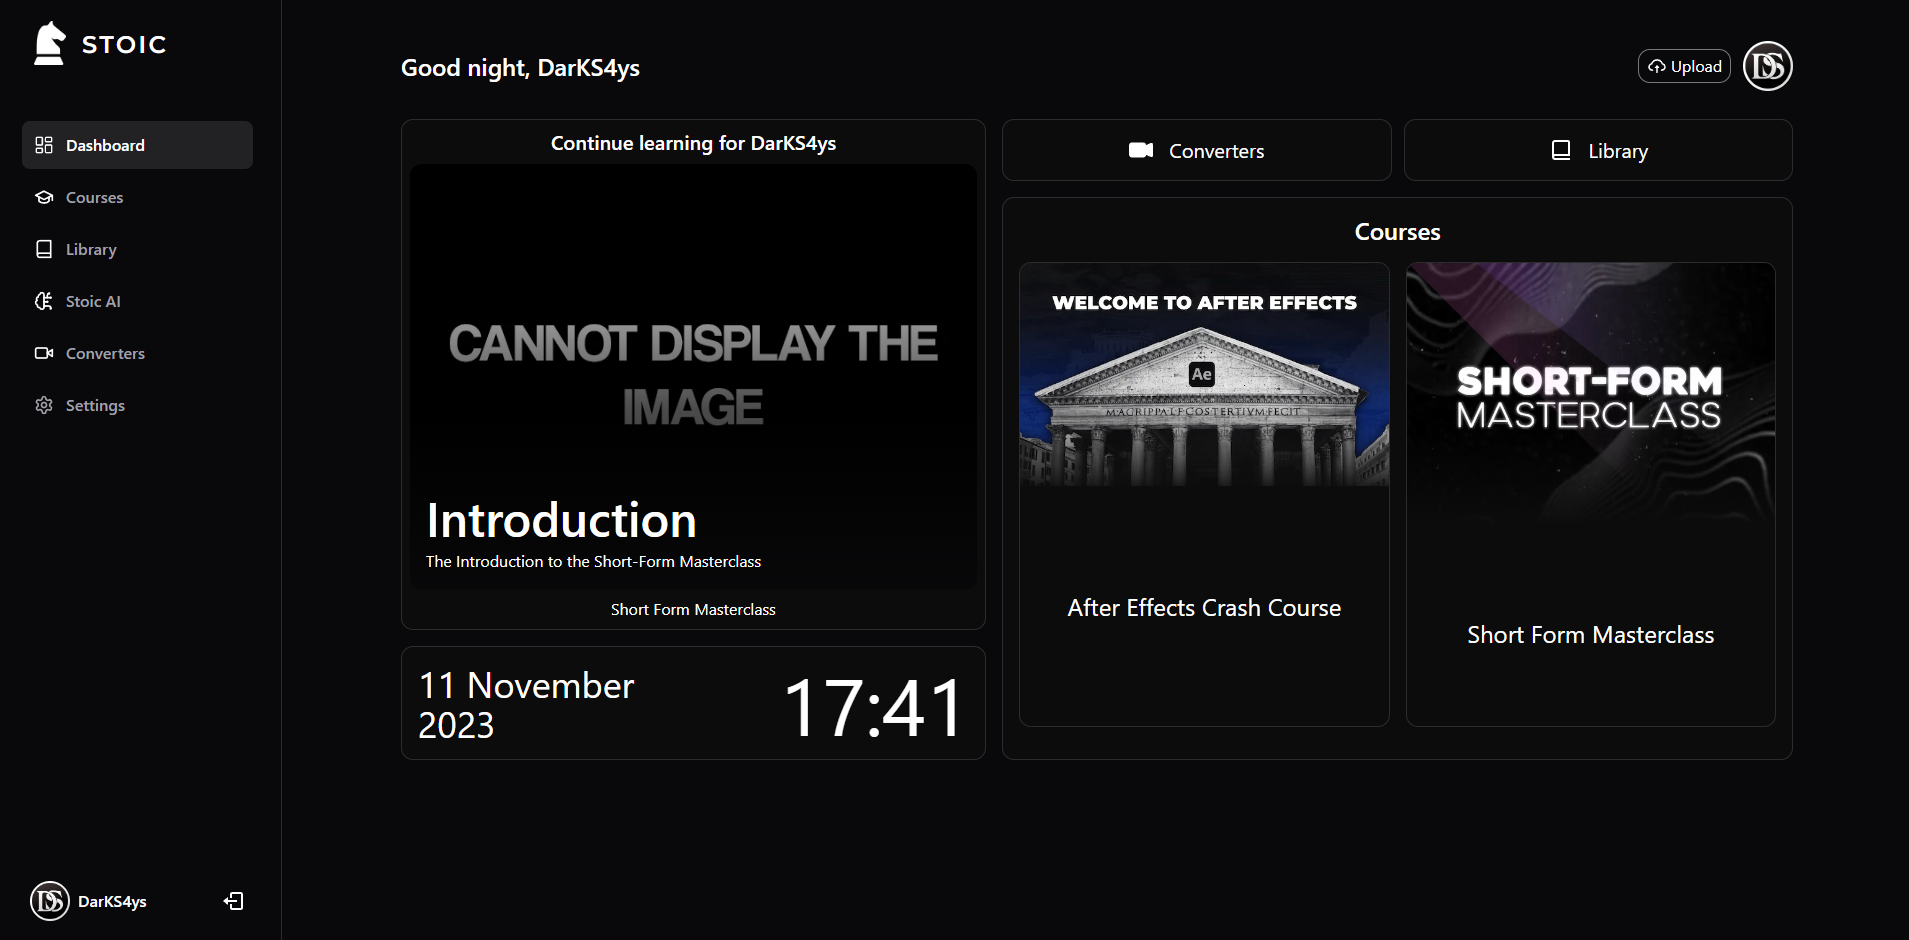 STOIC
Dashboard
Courses
Library
Stoic AI
Converters
Settings
DS DarKS4ys
Good night, DarKS4ys
Upload
DS
Continue learning for DarKS4ys
CANNOT DISPLAY THE
IMAGE
Introduction
The Introduction to the Short-Form Masterclass
Short Form Masterclass
11 November
2023
17:41
Converters
Library
Courses
WELCOME TO AFTER EFFECTS
Ae
M·AGRIPPA·L·F·COS·TERTIVM·FECIT
After Effects Crash Course
SHORT-FORM
MASTERCLASS
Short Form Masterclass